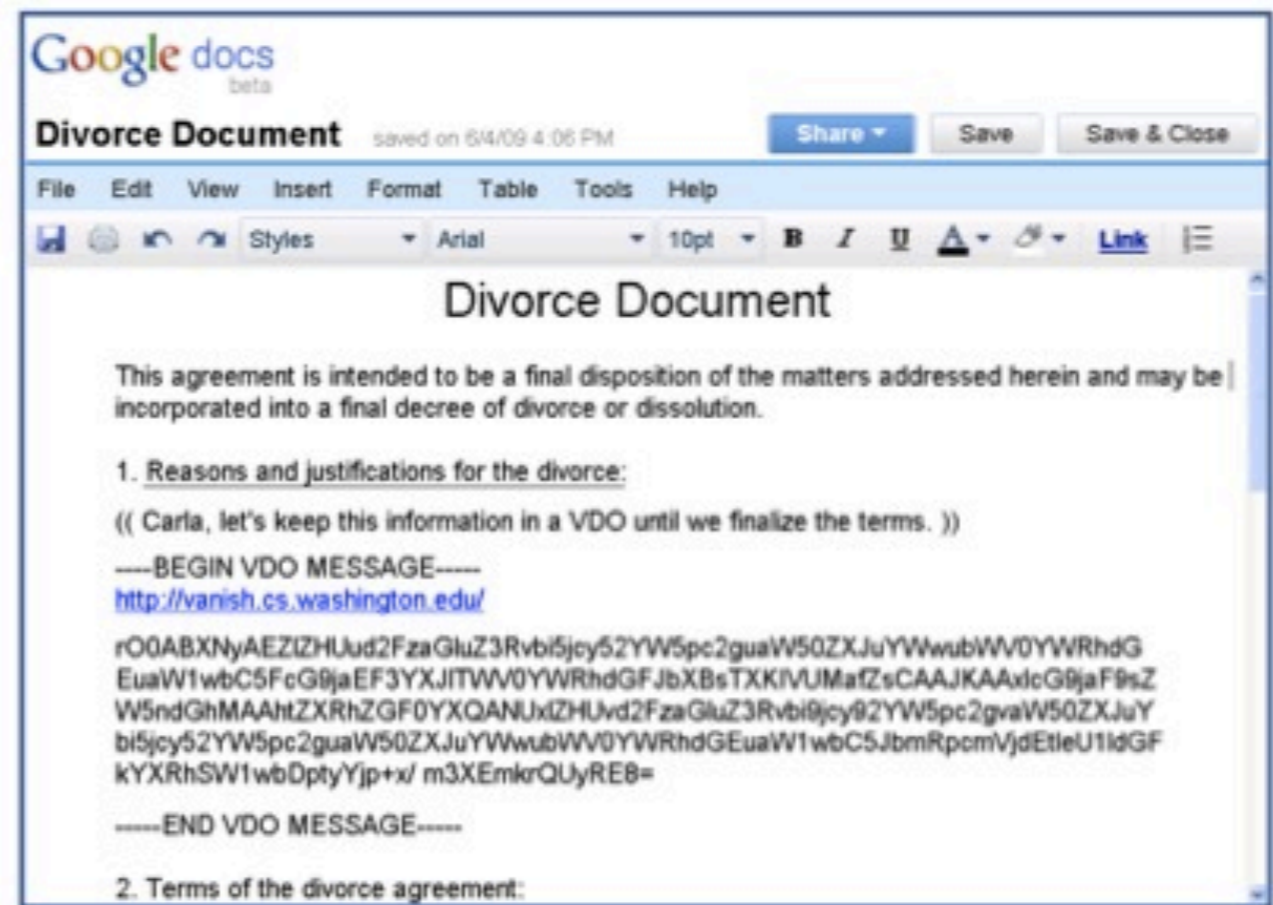 Google docs
beta
Divorce Document saved on 6/4/09 4:06 PM Share Save Save & Close
File Edit View Insert Format Table Tools Help
Styles Arial 10pt B I U A Link
Divorce Document
This agreement is intended to be a final disposition of the matters addressed herein and may be
incorporated into a final decree of divorce or dissolution.
1. Reasons and justifications for the divorce:
(( Carla, let's keep this information in a VDO until we finalize the terms. ))
----BEGIN VDO MESSAGE-----
http://vanish.cs.washington.edu/
-----END VDO MESSAGE-----
2. Terms of the divorce agreement: